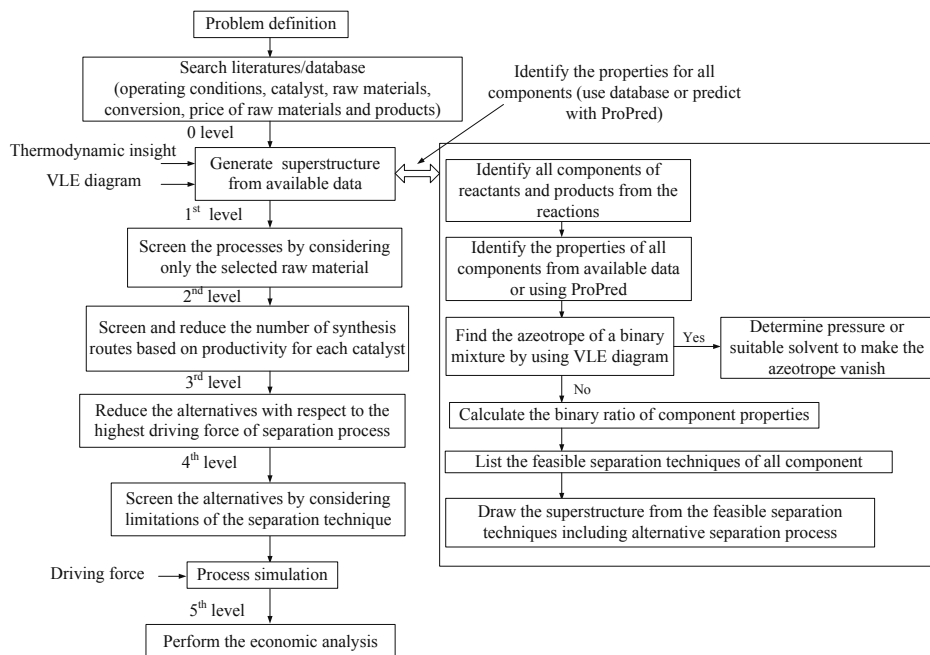 Problem definition
Search literatures/database
(operating conditions, catalyst, raw materials,
conversion, price of raw materials and products)
0 level
Thermodynamic insight
VLE diagram
Generate superstructure
from available data
1st level
Screen the processes by considering
only the selected raw material
2nd level
Screen and reduce the number of synthesis
routes based on productivity for each catalyst
3rd level
Reduce the alternatives with respect to the
highest driving force of separation process
4th level
Screen the alternatives by considering
limitations of the separation technique
Driving force
Process simulation
5th level
Perform the economic analysis
Identify the properties for all
components (use database or predict
with ProPred)
Identify all components of
reactants and products from the
reactions
Identify the properties of all
components from available data
or using ProPred
Find the azeotrope of a binary
mixture by using VLE diagram
Yes
Determine pressure or
suitable solvent to make the
azeotrope vanish
No
Calculate the binary ratio of component properties
List the feasible separation techniques of all component
Draw the superstructure from the feasible separation
techniques including alternative separation process